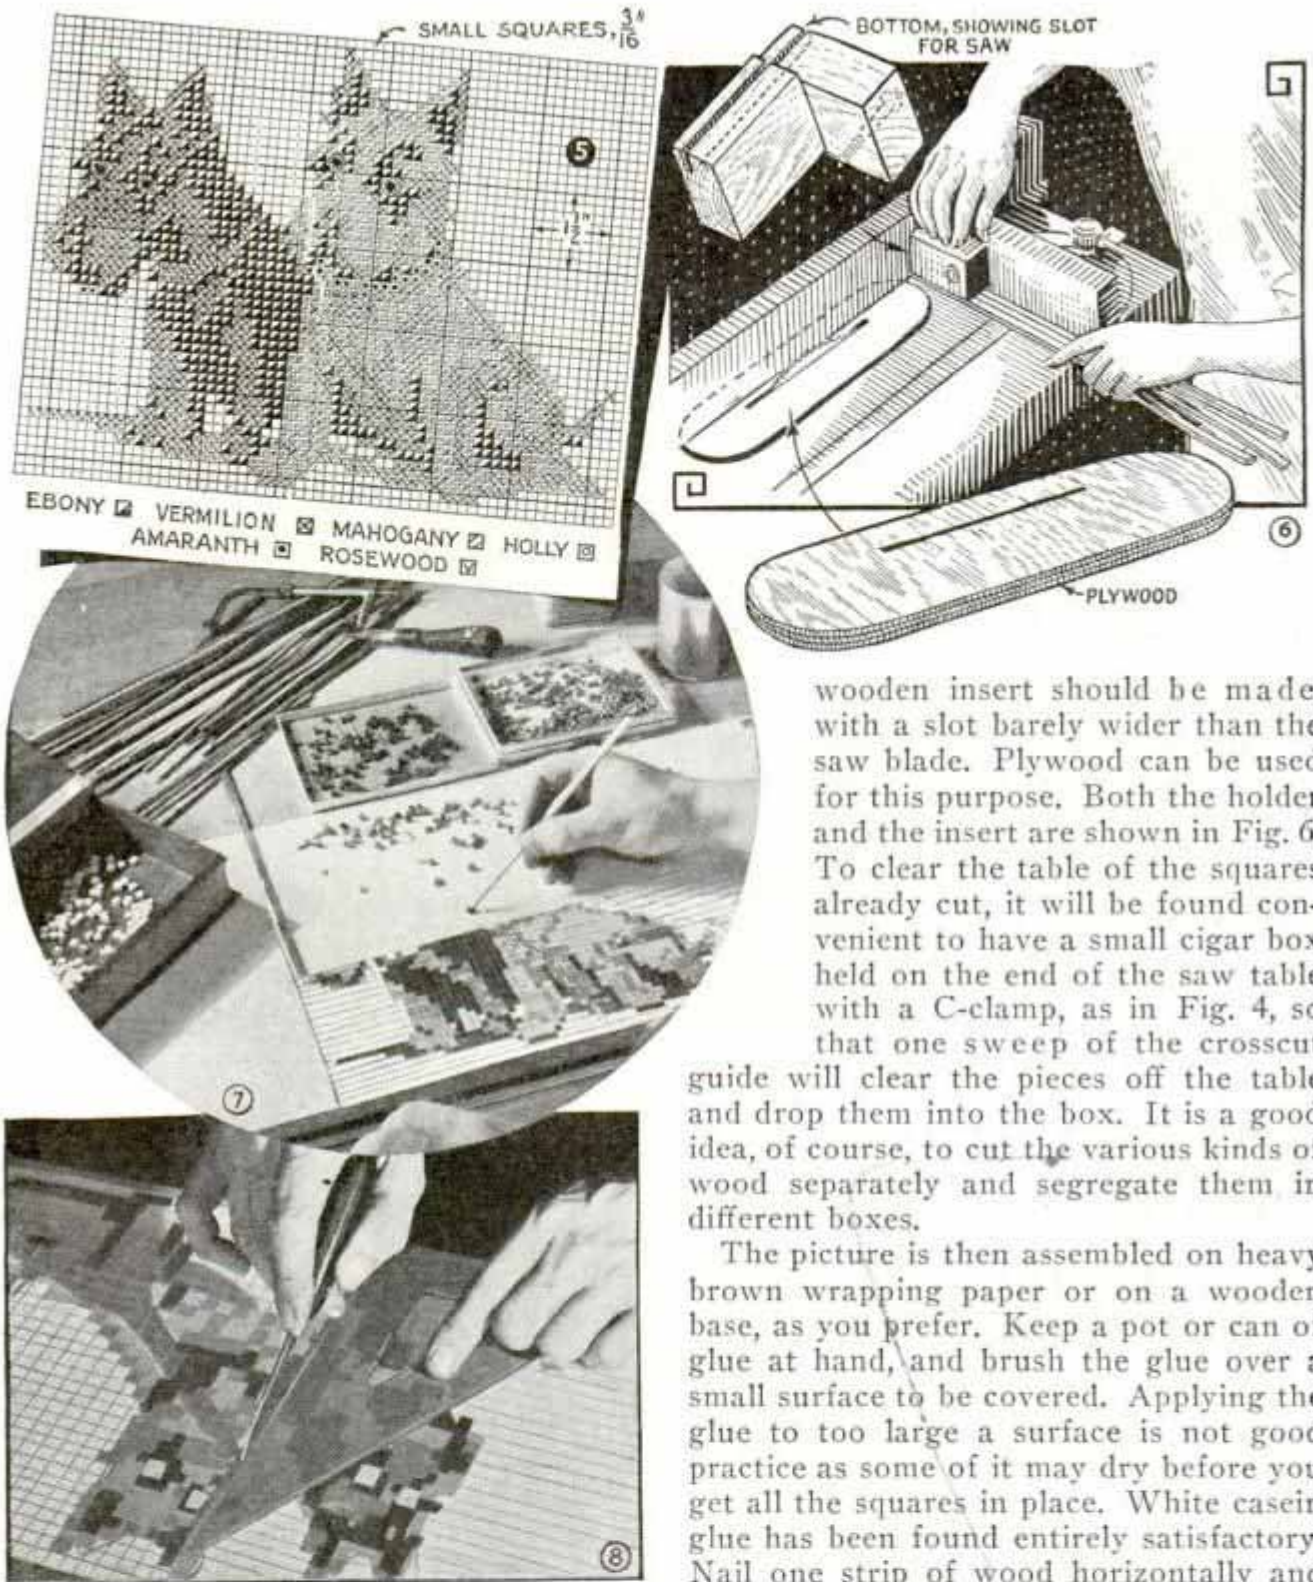 SMALL SQUARES, 3/16"
5
1 1/2"
EBONY VERMILION MAHOGANY HOLLY
AMARANTH ROSEWOOD
BOTTOM, SHOWING SLOT
FOR SAW
6
PLYWOOD
7
8
wooden insert should be made
with a slot barely wider than the
saw blade. Plywood can be used
for this purpose. Both the holder
and the insert are shown in Fig. 6
To clear the table of the squares
already cut, it will be found con-
venient to have a small cigar box
held on the end of the saw table
with a C-clamp, as in Fig. 4, so
that one sweep of the crosscut
guide will clear the pieces off the table
and drop them into the box. It is a good
idea, of course, to cut the various kinds of
wood separately and segregate them in
different boxes.
The picture is then assembled on heavy
brown wrapping paper or on a wooden
base, as you prefer. Keep a pot or can of
glue at hand, and brush the glue over a
small surface to be covered. Applying the
glue to too large a surface is not good
practice as some of it may dry before you
get all the squares in place. White casein
glue has been found entirely satisfactory
Nail one strip of wood horizontally and